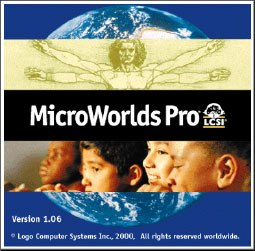 MicroWorlds Pro LCSI
Version 1.06
© Logo Computer Systems Inc., 2000, All rights reserved worldwide.